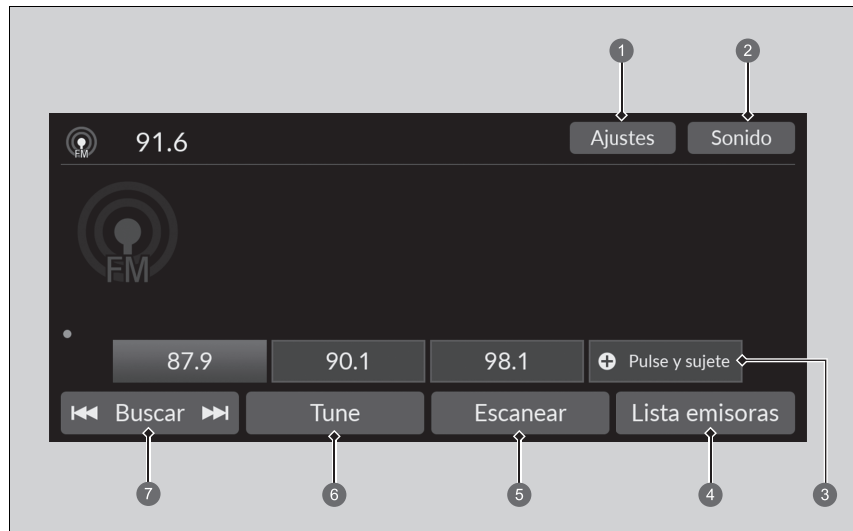 1 2
FM 91.6 Ajustes Sonido
FM
87.9 90.1 98.1 Pulse y sujete
Buscar Tune Escanear Lista emisoras
7 6 5 4 3